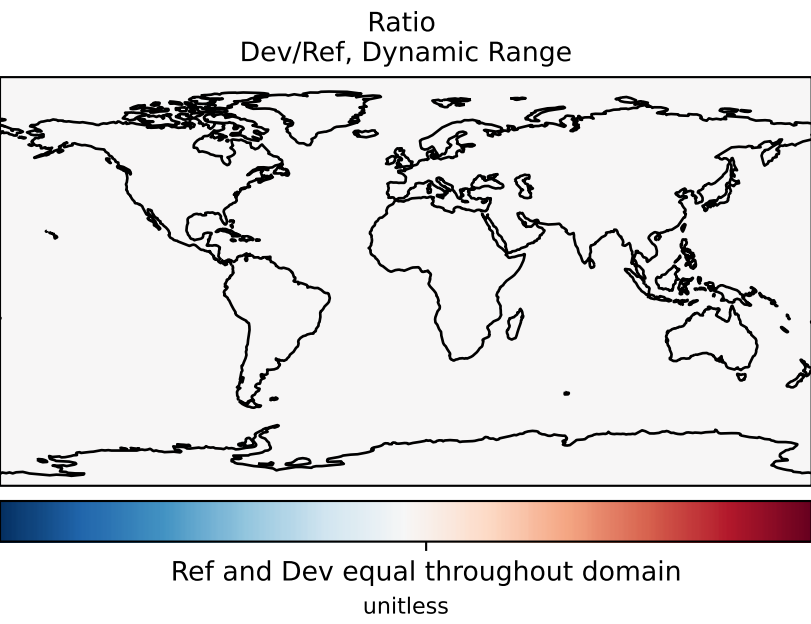 Ratio
Dev/Ref, Dynamic Range
Ref and Dev equal throughout domain
unitless